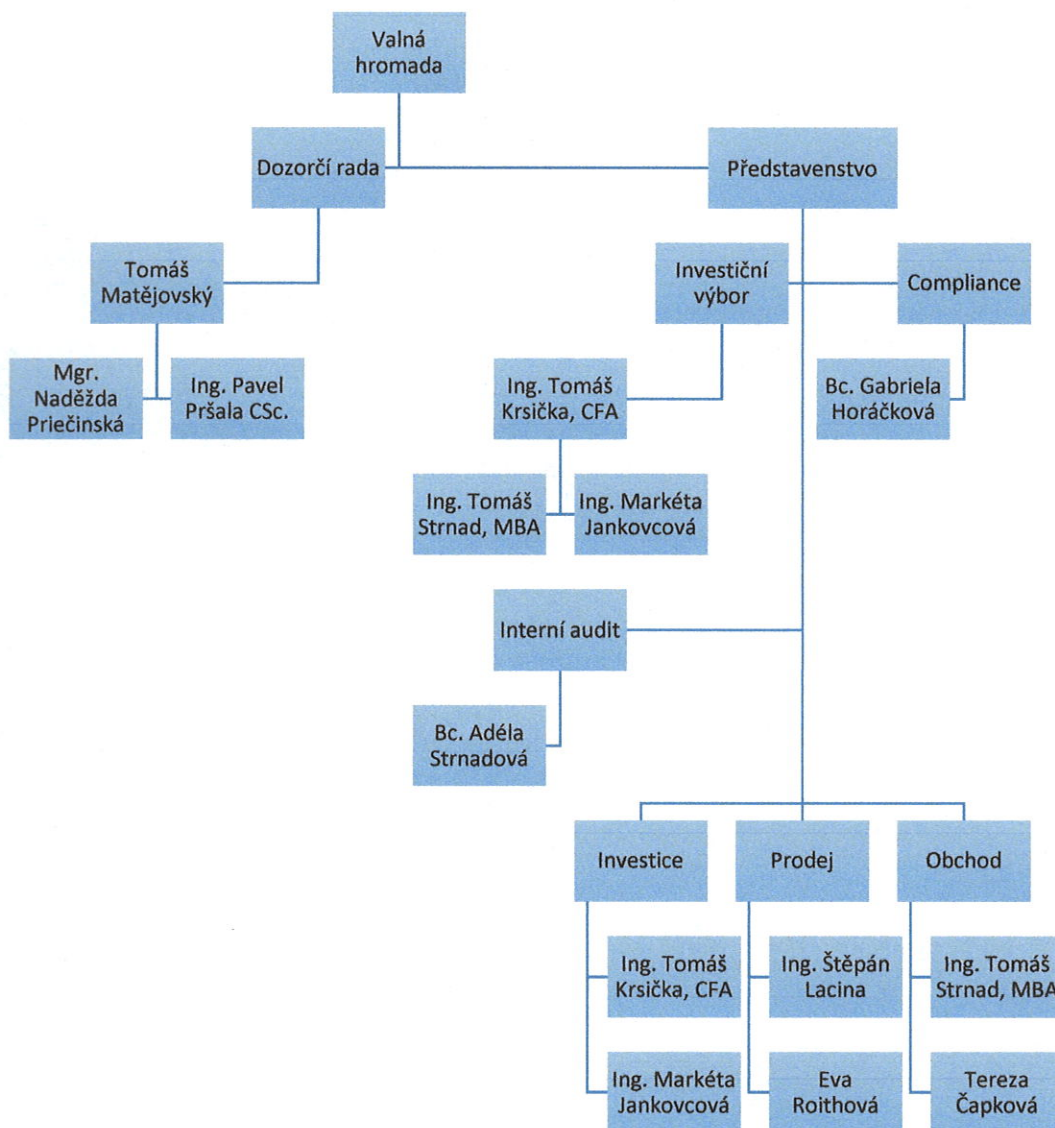 Valná
hromada
Dozorčí rada
Představenstvo
Tomáš
Matějovský
Investiční
výbor
Compliance
Mgr.
Naděžda
Priečinská
Ing. Pavel
Pršala CSc.
Ing. Tomáš
Krsička, CFA
Bc. Gabriela
Horáčková
Ing. Tomáš
Strnad, MBA
Ing. Markéta
Jankovcová
Interní audit
Bc. Adéla
Strnadová
Investice
Prodej
Obchod
Ing. Tomáš
Krsička, CFA
Ing. Štěpán
Lacina
Ing. Tomáš
Strnad, MBA
Ing. Markéta
Jankovcová
Eva
Roithová
Tereza
Čapková